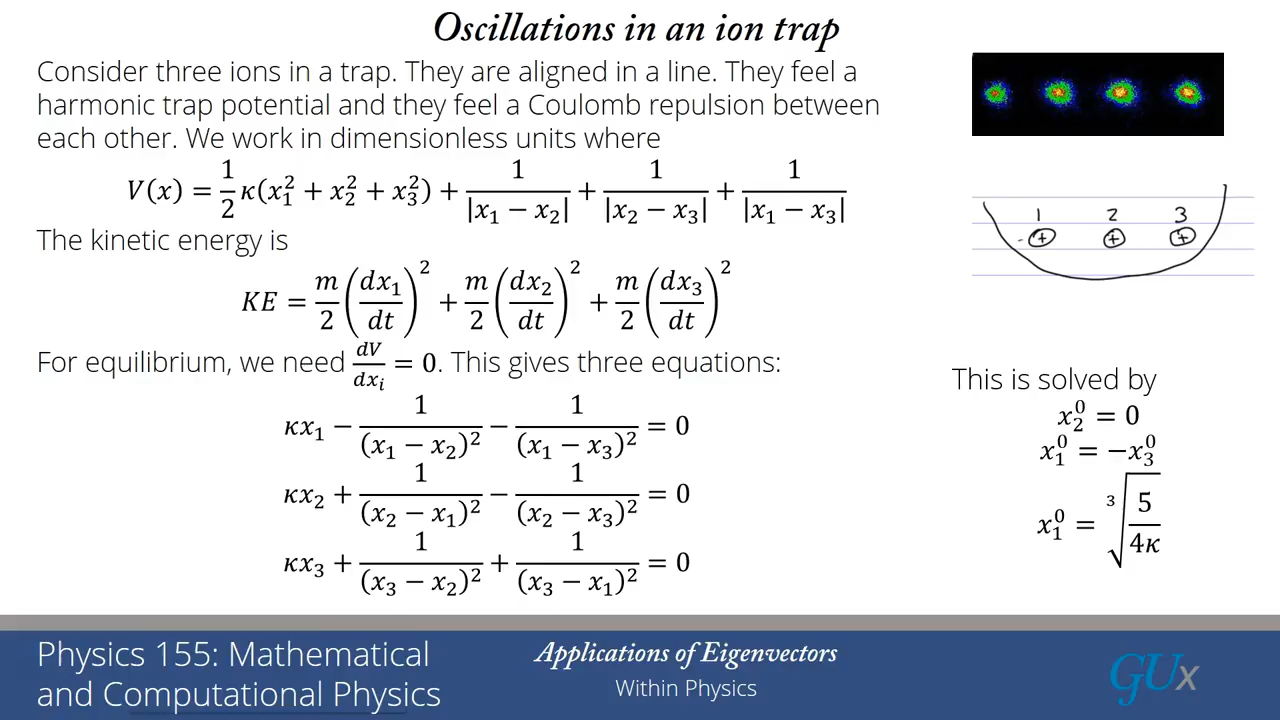 Oscillations in an ion trap
Consider three ions in a trap. They are aligned in a line. They feel a
harmonic trap potential and they feel a Coulomb repulsion between
each other. We work in dimensionless units where
V(x) = 1/2 κ(x₁² + x₂² + x₃²) + 1/|x₁ − x₂| + 1/|x₂ − x₃| + 1/|x₁ − x₃|
The kinetic energy is
KE = m/2 (dx₁/dt)² + m/2 (dx₂/dt)² + m/2 (dx₃/dt)²
For equilibrium, we need dV/dxᵢ = 0. This gives three equations:
κx₁ − 1/(x₁ − x₂)² − 1/(x₁ − x₃)² = 0
κx₂ + 1/(x₂ − x₁)² − 1/(x₂ − x₃)² = 0
κx₃ + 1/(x₃ − x₂)² + 1/(x₃ − x₁)² = 0
1 2 3
+ + +
This is solved by
x₂⁰ = 0
x₁⁰ = −x₃⁰
x₁⁰ = ∛(5/4κ)
Physics 155: Mathematical
and Computational Physics
Applications of Eigenvectors
Within Physics
GUx